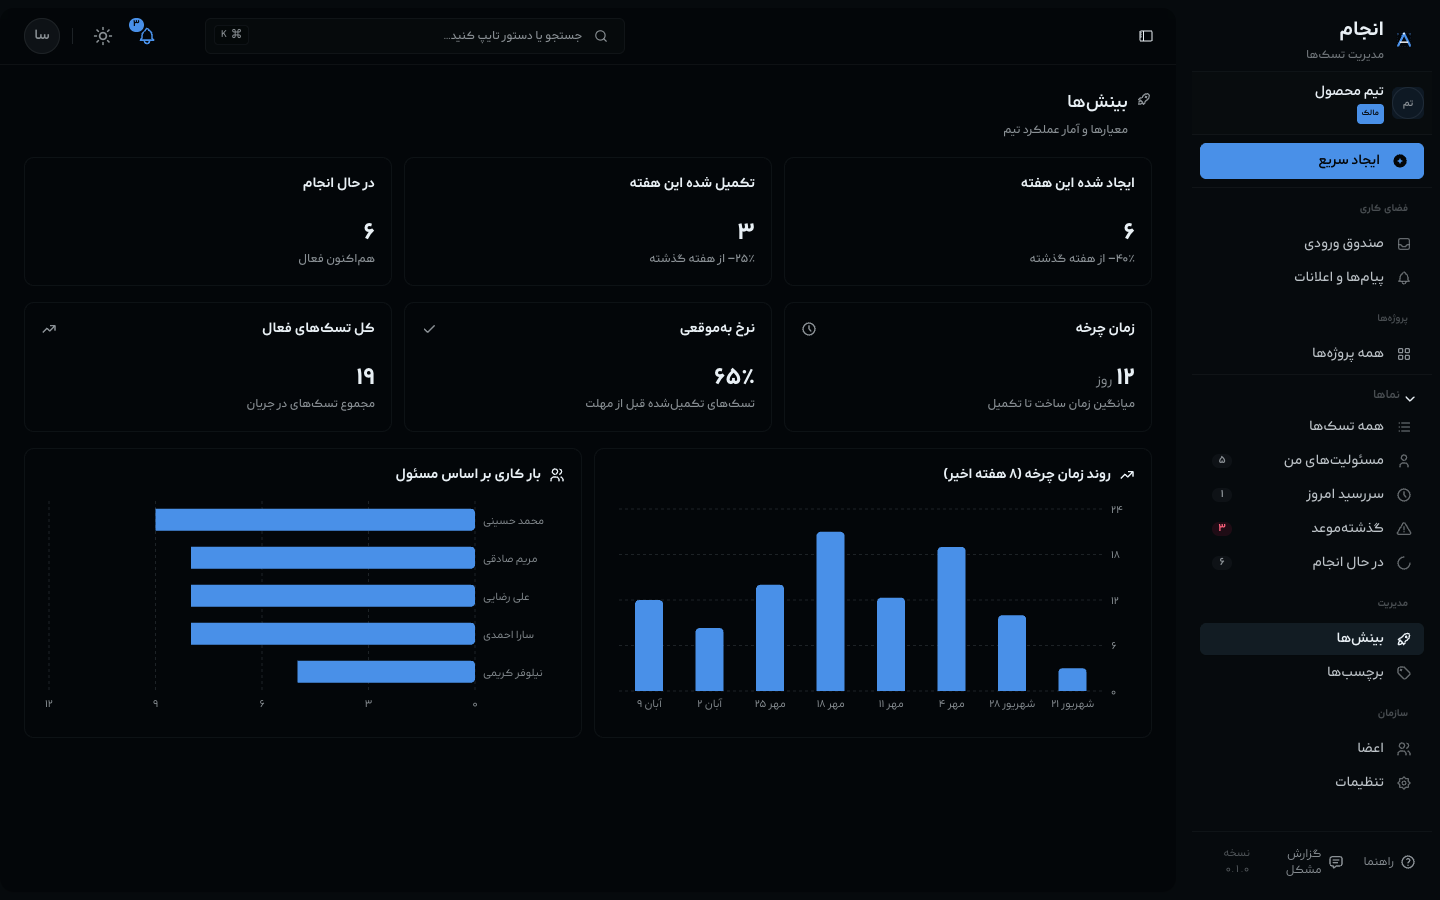 انجام
مدیریت تسک‌ها
تم
تیم محصول
مالک
ایجاد سریع
فضای کاری
صندوق ورودی
پیام‌ها و اعلانات
پروژه‌ها
همه پروژه‌ها
نماها
همه تسک‌ها
مسئولیت‌های من
۵
سررسید امروز
۱
گذشته‌موعد
۳
در حال انجام
۶
مدیریت
بینش‌ها
برچسب‌ها
سازمان
اعضا
تنظیمات
راهنما
گزارش
مشکل
نسخه
۰.۱.۰
جستجو یا دستور تایپ کنید...
⌘ K
۳
سا
بینش‌ها
معیارها و آمار عملکرد تیم
ایجاد شده این هفته
۶
−۴۰٪ از هفته گذشته
تکمیل شده این هفته
۳
−۲۵٪ از هفته گذشته
در حال انجام
۶
هم‌اکنون فعال
زمان چرخه
۱۲ روز
میانگین زمان ساخت تا تکمیل
نرخ به‌موقعی
۶۵٪
تسک‌های تکمیل‌شده قبل از مهلت
کل تسک‌های فعال
۱۹
مجموع تسک‌های در جریان
روند زمان چرخه (۸ هفته اخیر)
۲۴
۱۸
۱۲
۶
۰
۲۱ شهریور
۲۸ شهریور
۴ مهر
۱۱ مهر
۱۸ مهر
۲۵ مهر
۲ آبان
۹ آبان
بار کاری بر اساس مسئول
محمد حسینی
مریم صادقی
علی رضایی
سارا احمدی
نیلوفر کریمی
۰
۳
۶
۹
۱۲